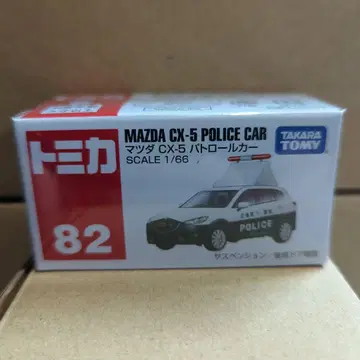 トミカ
82
MAZDA CX-5 POLICE CAR
マツダ CX-5 パトロールカー
SCALE 1/66
TAKARA
TOMY
POLICE
サスペンション